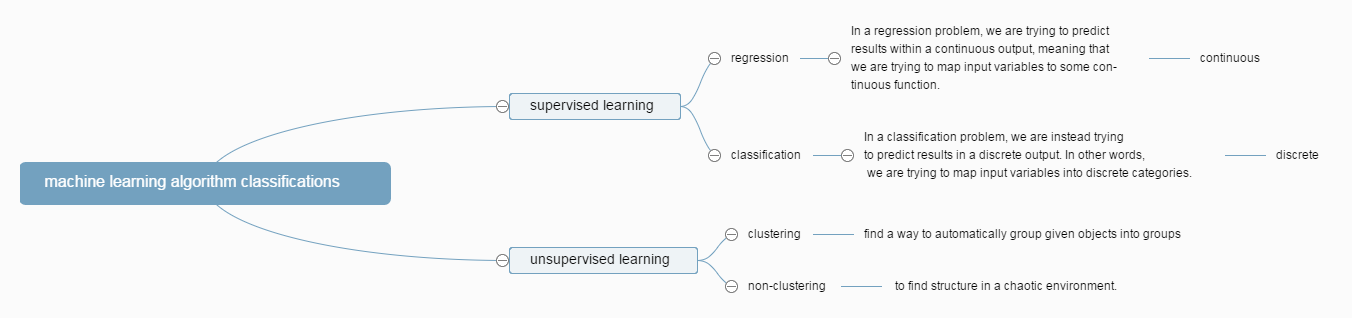 machine learning algorithm classifications
supervised learning
regression
In a regression problem, we are trying to predict
results within a continuous output, meaning that
we are trying to map input variables to some con-
tinuous function.
continuous
classification
In a classification problem, we are instead trying
to predict results in a discrete output. In other words,
we are trying to map input variables into discrete categories.
discrete
unsupervised learning
clustering
find a way to automatically group given objects into groups
non-clustering
to find structure in a chaotic environment.